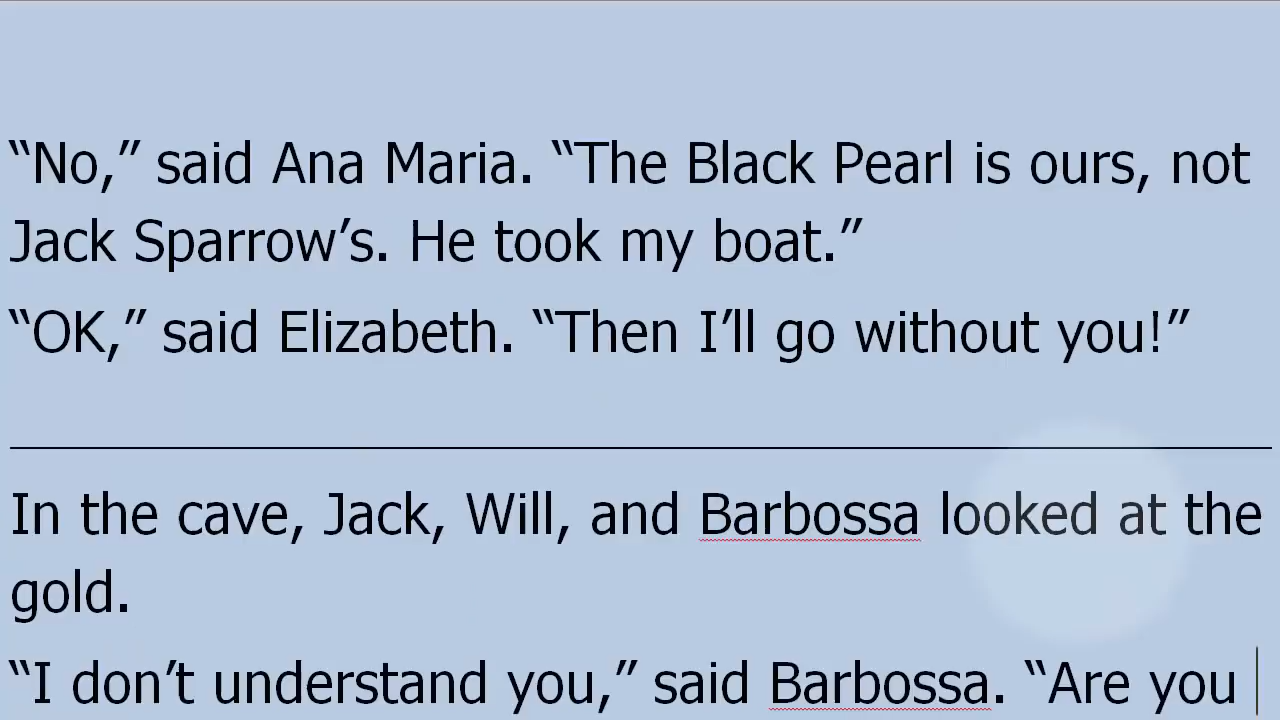 “No,” said Ana Maria. “The Black Pearl is ours, not
Jack Sparrow’s. He took my boat.”
“OK,” said Elizabeth. “Then I’ll go without you!”
In the cave, Jack, Will, and Barbossa looked at the
gold.
“I don’t understand you,” said Barbossa. “Are you